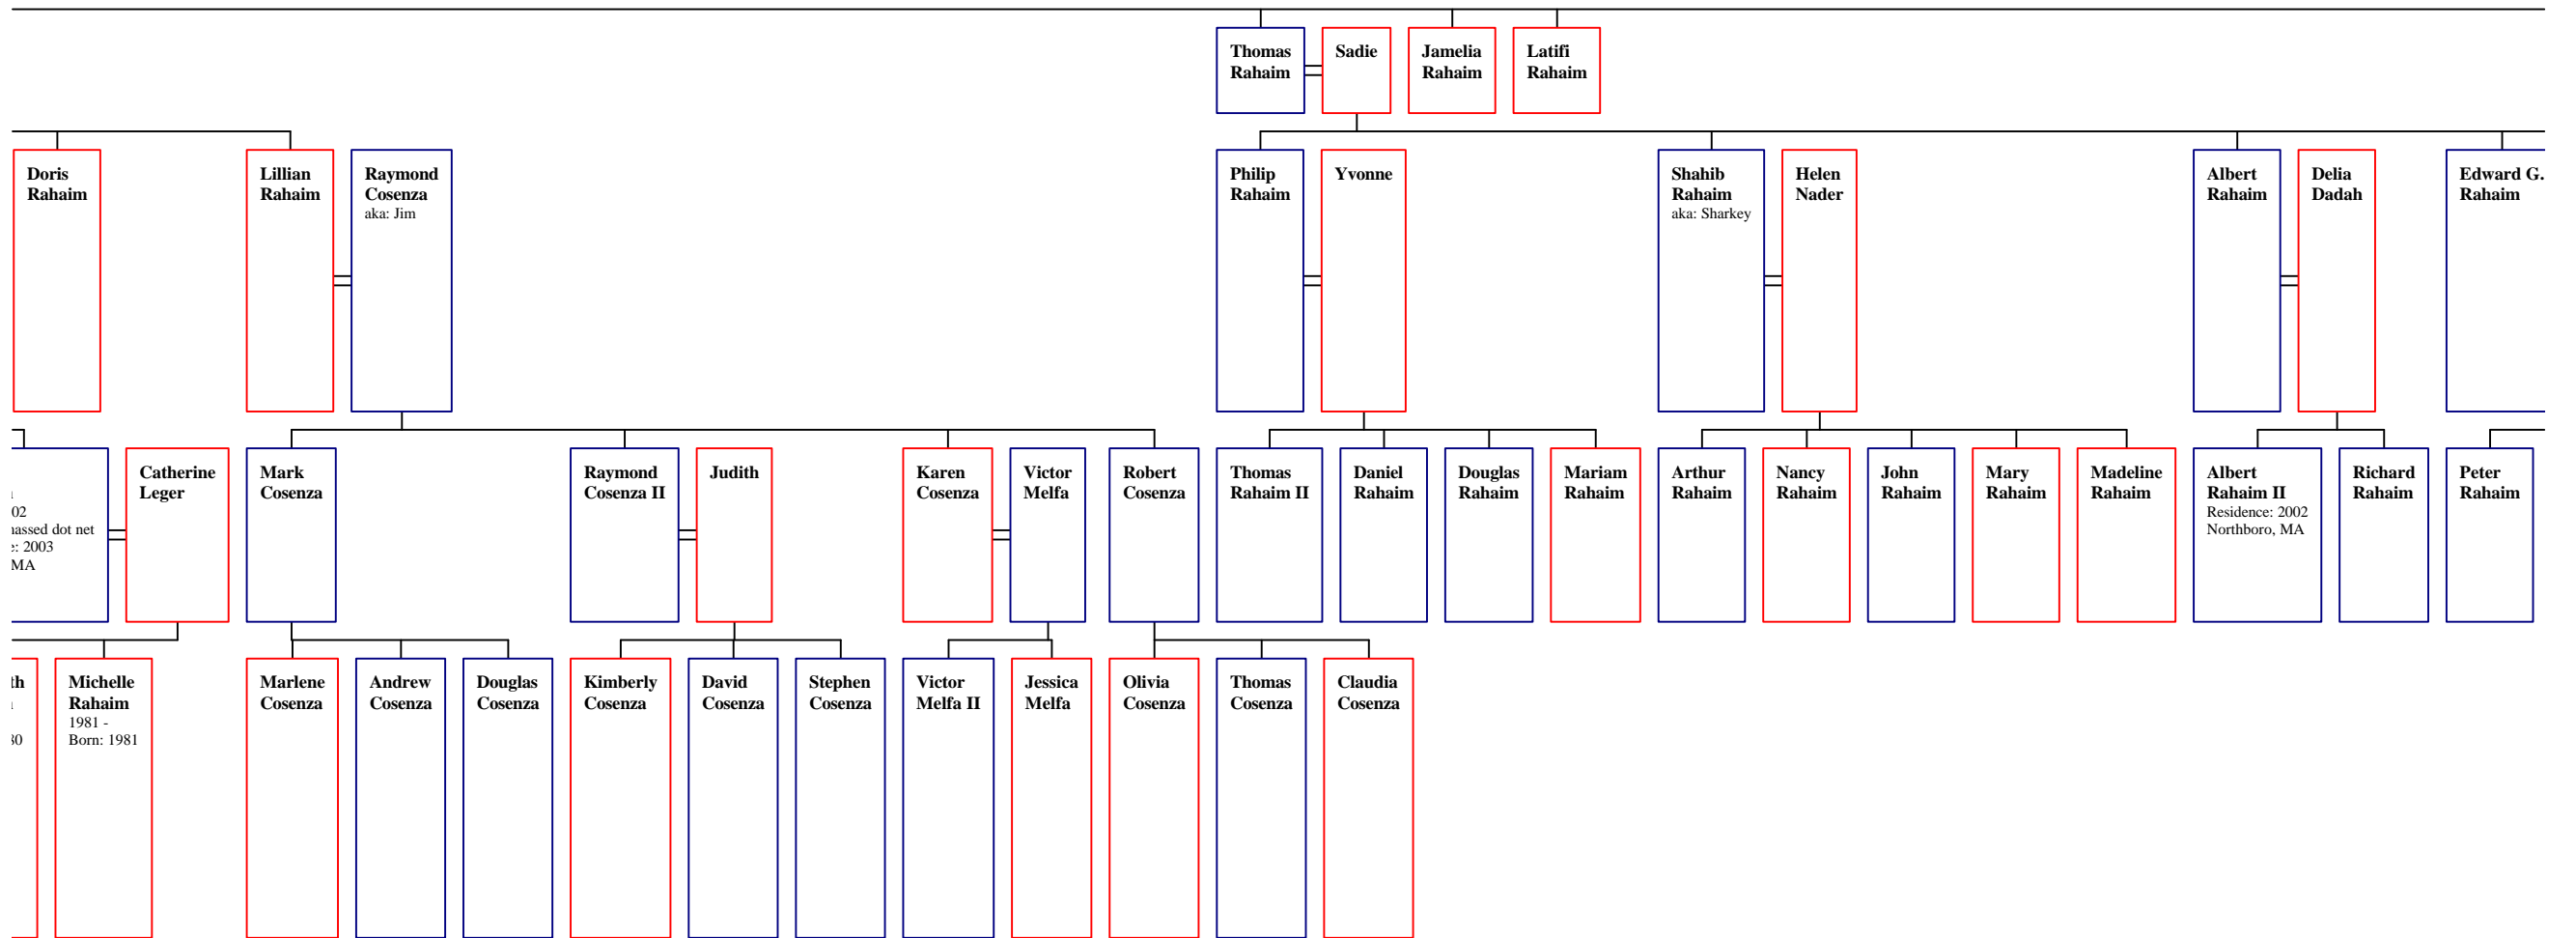 Thomas
Rahaim
Sadie
Jamelia
Rahaim
Latifi
Rahaim
Doris
Rahaim
Lillian
Rahaim
Raymond
Cosenza
aka: Jim
Philip
Rahaim
Yvonne
Shahib
Rahaim
aka: Sharkey
Helen
Nader
Albert
Rahaim
Delia
Dadah
Edward G.
Rahaim
02
dot net
: 2003
MA
Catherine
Leger
Mark
Cosenza
Raymond
Cosenza II
Judith
Karen
Cosenza
Victor
Melfa
Robert
Cosenza
Thomas
Rahaim II
Daniel
Rahaim
Douglas
Rahaim
Mariam
Rahaim
Arthur
Rahaim
Nancy
Rahaim
John
Rahaim
Mary
Rahaim
Madeline
Rahaim
Albert
Rahaim II
Residence: 2002
Northboro, MA
Richard
Rahaim
Peter
Rahaim
th
Michelle
Rahaim
1981 -
Born: 1981
Marlene
Cosenza
Andrew
Cosenza
Douglas
Cosenza
Kimberly
Cosenza
David
Cosenza
Stephen
Cosenza
Victor
Melfa II
Jessica
Melfa
Olivia
Cosenza
Thomas
Cosenza
Claudia
Cosenza